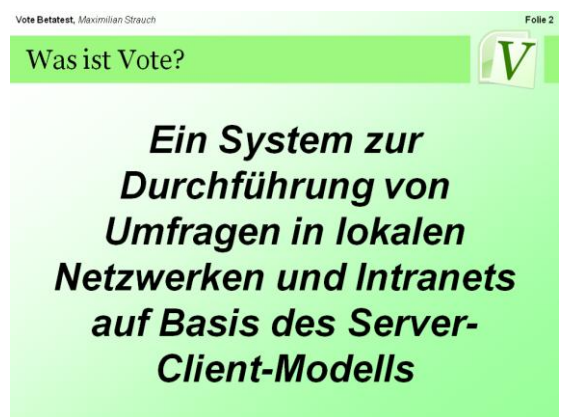 Vote Betatest, Maximilian Strauch Folie 2
Was ist Vote?
V
Ein System zur
Durchführung von
Umfragen in lokalen
Netzwerken und Intranets
auf Basis des Server-
Client-Modells